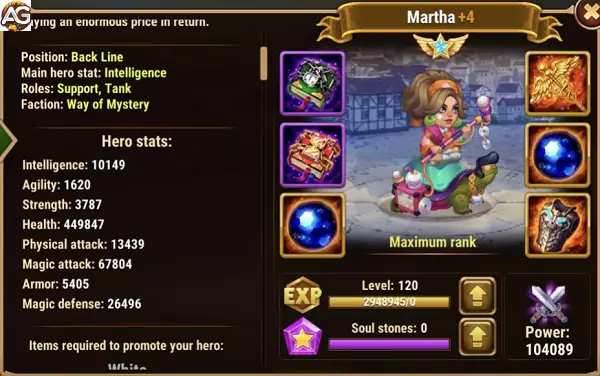 AG
ying an enormous price in return.
Martha +4
Position: Back Line
Main hero stat: Intelligence
Roles: Support, Tank
Faction: Way of Mystery
Hero stats:
Intelligence: 10149
Agility: 1620
Strength: 3787
Health: 449847
Physical attack: 13439
Magic attack: 67804
Armor: 5405
Magic defense: 26496
Items required to promote your hero:
White
Maximum rank
EXP
Level: 120
2948945/0
Soul stones: 0
Power:
104089